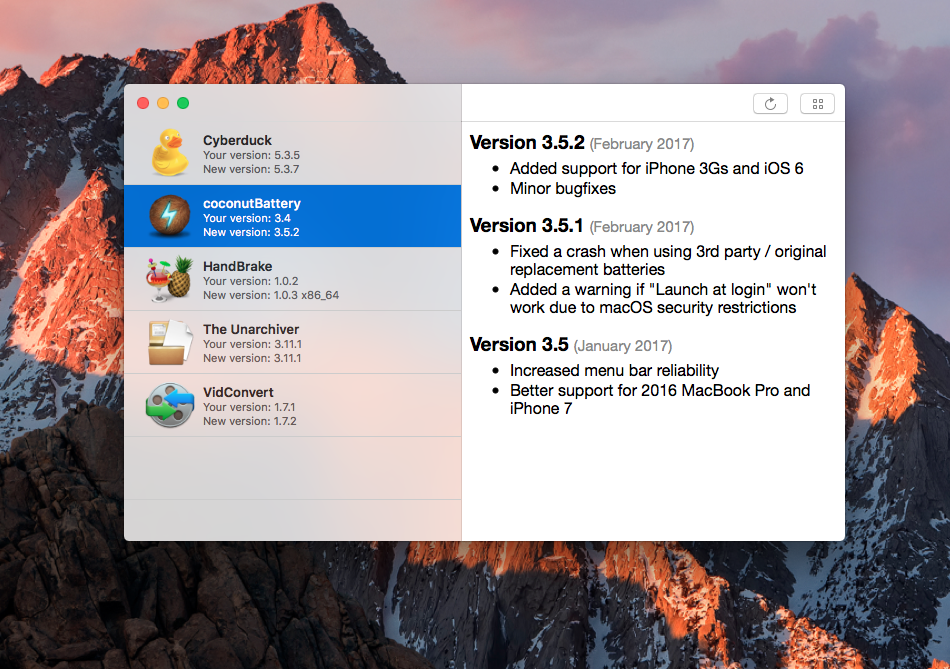 Cyberduck
Your version: 5.3.5
New version: 5.3.7
coconutBattery
Your version: 3.4
New version: 3.5.2
HandBrake
Your version: 1.0.2
New version: 1.0.3 x86_64
The Unarchiver
Your version: 3.11.1
New version: 3.11.1
VidConvert
Your version: 1.7.1
New version: 1.7.2
Version 3.5.2 (February 2017)
• Added support for iPhone 3Gs and iOS 6
• Minor bugfixes
Version 3.5.1 (February 2017)
• Fixed a crash when using 3rd party / original
replacement batteries
• Added a warning if "Launch at login" won't
work due to macOS security restrictions
Version 3.5 (January 2017)
• Increased menu bar reliability
• Better support for 2016 MacBook Pro and
iPhone 7